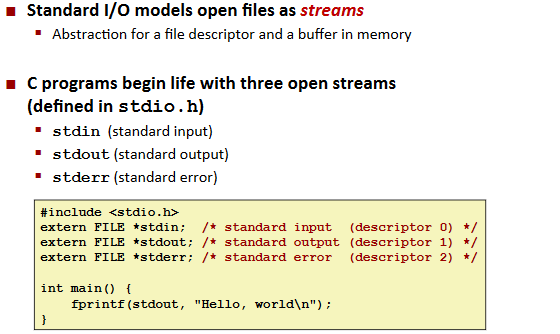 Standard I/O models open files as streams
Abstraction for a file descriptor and a buffer in memory
C programs begin life with three open streams
(defined in stdio.h)
stdin (standard input)
stdout (standard output)
stderr (standard error)
#include <stdio.h>
extern FILE *stdin;  /* standard input  (descriptor 0) */
extern FILE *stdout; /* standard output (descriptor 1) */
extern FILE *stderr; /* standard error  (descriptor 2) */
int main() {
    fprintf(stdout, "Hello, world\n");
}